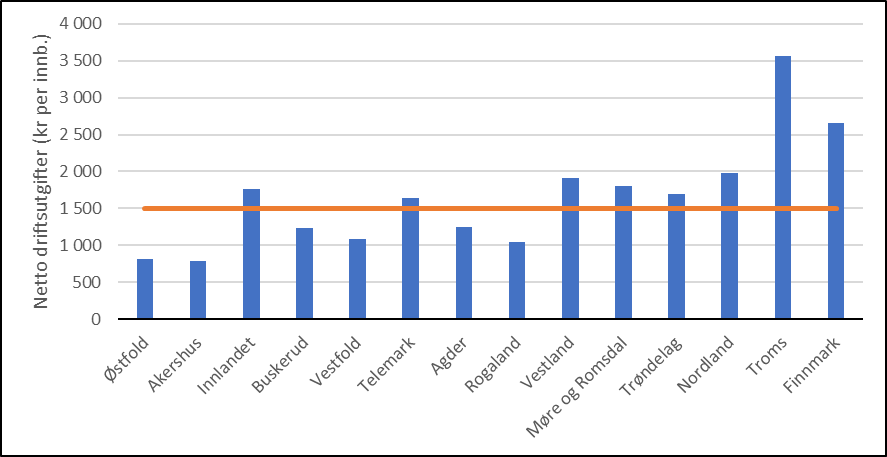 Netto driftsutgifter (kr per innb.)
4 000
3 500
3 000
2 500
2 000
1 500
1 000
500
0
Østfold
Akershus
Innlandet
Buskerud
Vestfold
Telemark
Agder
Rogaland
Vestland
Møre og Romsdal
Trøndelag
Nordland
Troms
Finnmark